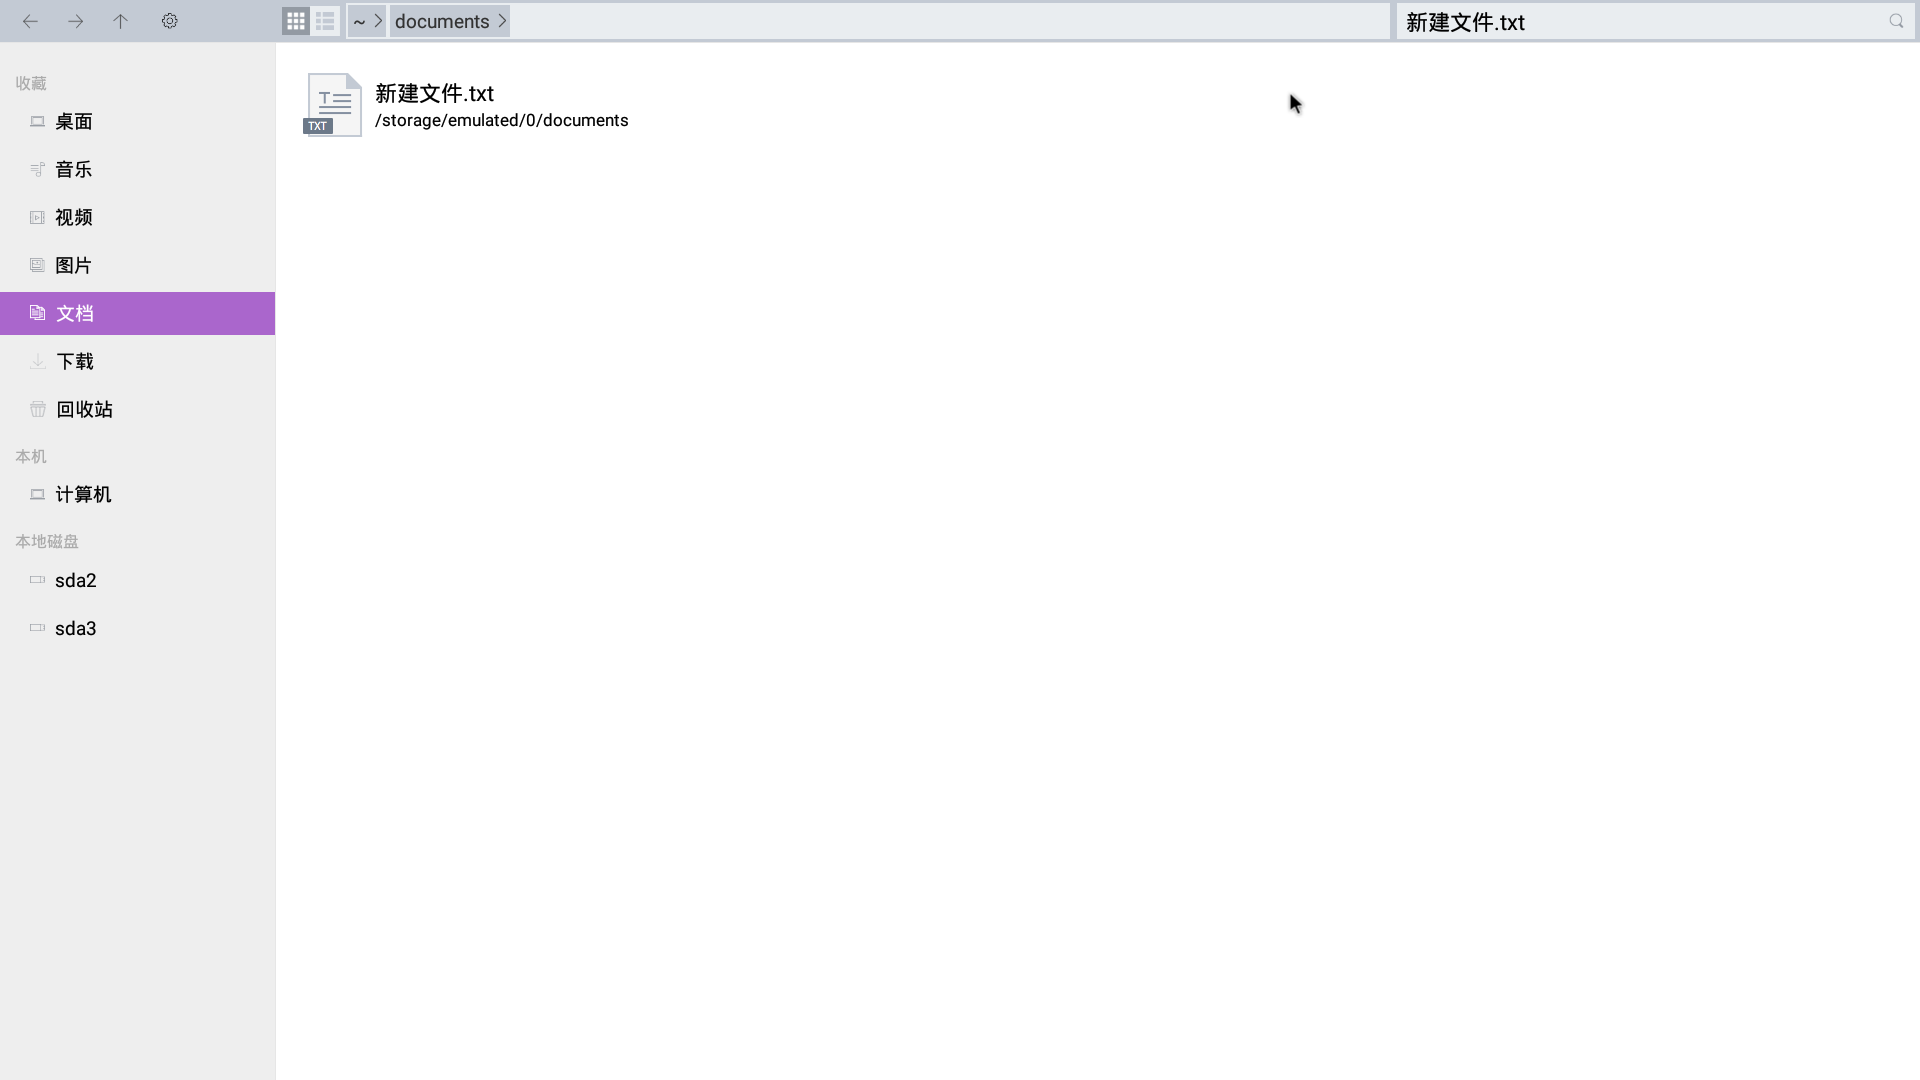 ~
documents
新建文件.txt
收藏
桌面
音乐
视频
图片
文档
下载
回收站
本机
计算机
本地磁盘
sda2
sda3
TXT
新建文件.txt
/storage/emulated/0/documents